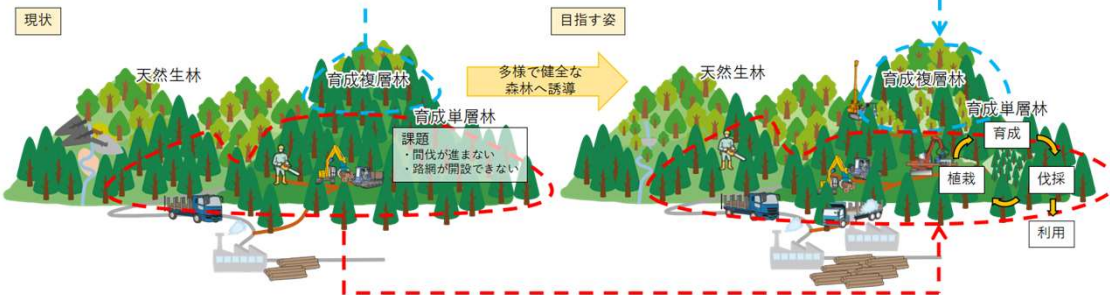 現状
天然生林
育成複層林
育成単層林
課題
・間伐が進まない
・路網が開設できない
多様で健全な
森林へ誘導
目指す姿
天然生林
育成複層林
育成単層林
育成
植栽
伐採
利用